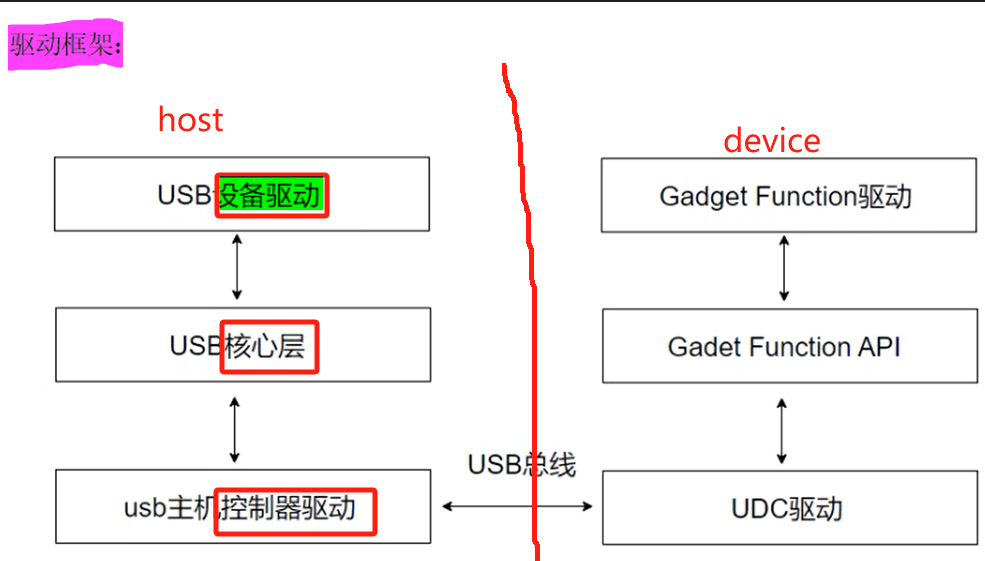 驱动框架:
host
device
USB设备驱动
Gadget Function驱动
USB核心层
Gadet Function API
USB总线
usb主机控制器驱动
UDC驱动